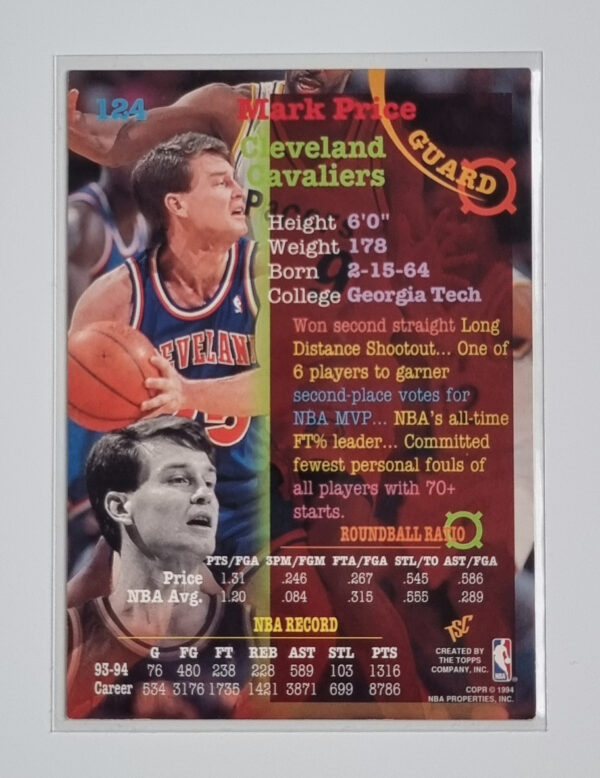 124
Mark Price
Cleveland
Cavaliers
GUARD
Height 6'0"
Weight 178
Born 2-15-64
College Georgia Tech
Won second straight Long
Distance Shootout... One of
6 players to garner
second-place votes for
NBA MVP... NBA's all-time
FT% leader... Committed
fewest personal fouls of
all players with 70+
starts.
ROUNDBALL RATIO
PTS/FGA 3PM/FGM FTA/FGA STL/TO AST/FGA
Price 1.31 .246 .267 .545 .586
NBA Avg. 1.20 .084 .315 .555 .289
NBA RECORD
G FG FT REB AST STL PTS
93-94 76 480 238 228 589 103 1316
Career 534 3176 1735 1421 3871 699 8786
TSC
CREATED BY
THE TOPPS
COMPANY, INC.
NBA
COPR © 1994
NBA PROPERTIES, INC.
EVELAN
25
Pacers